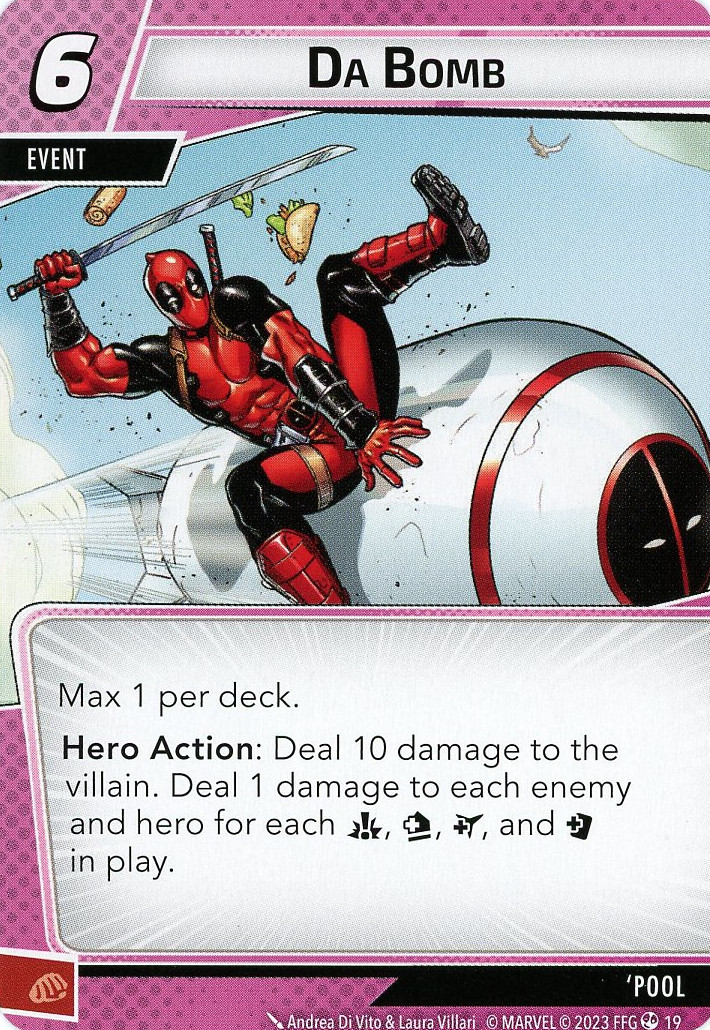 6
DA BOMB
EVENT
Max 1 per deck.
Hero Action: Deal 10 damage to the
villain. Deal 1 damage to each enemy
and hero for each , , , and
in play.
'POOL
Andrea Di Vito & Laura Villari © MARVEL © 2023 FFG 19